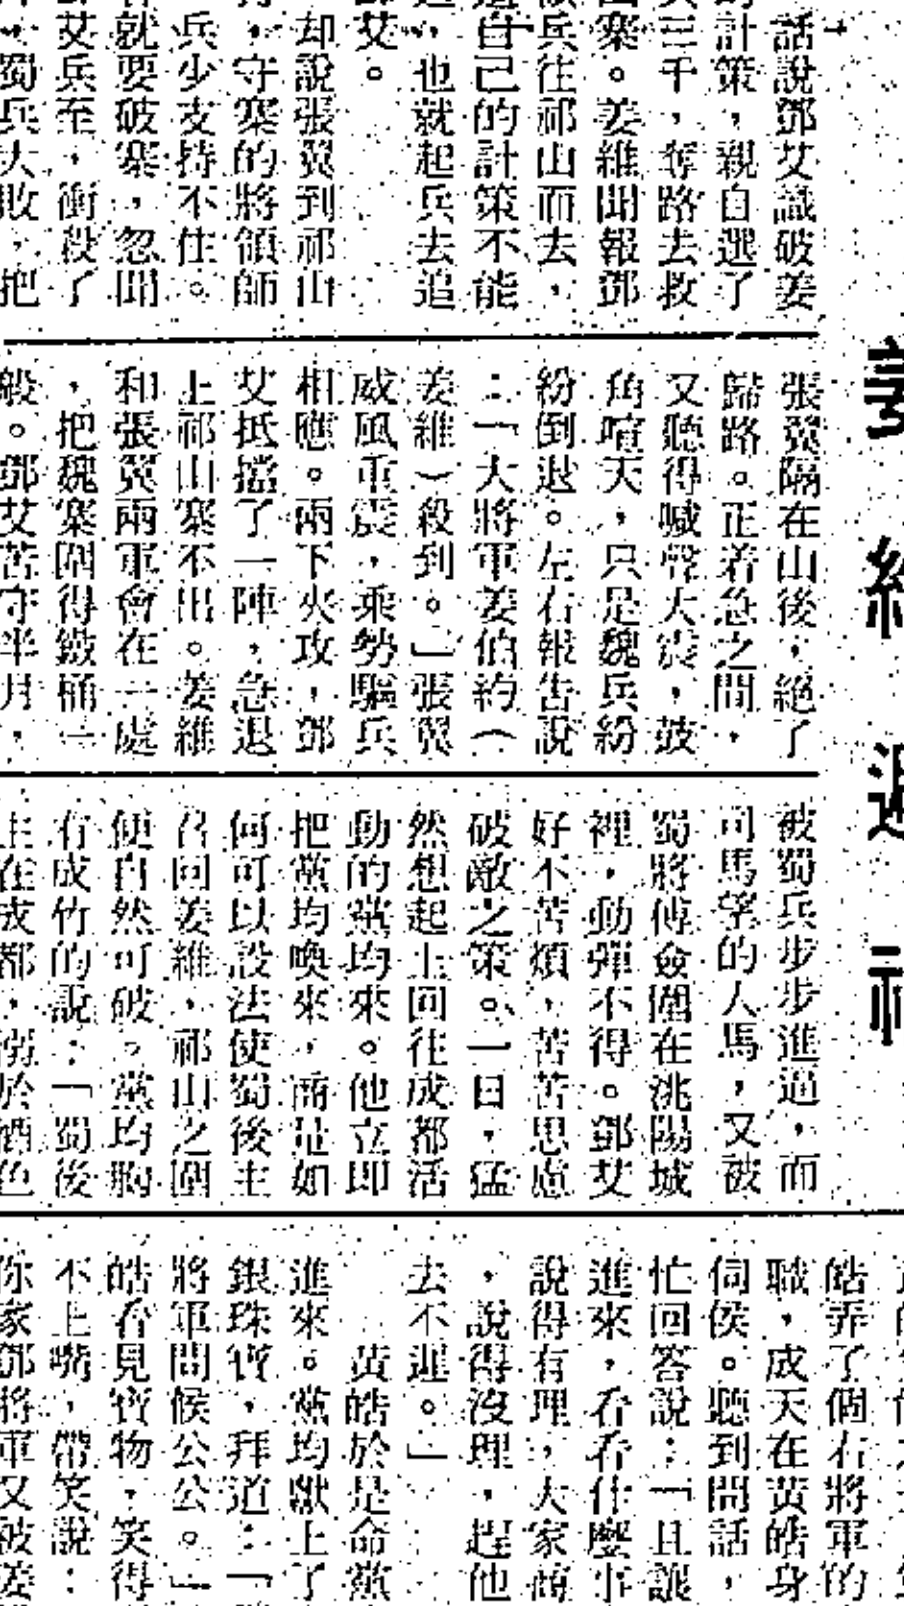 姜維
話說鄧艾識破姜
計策，親自選了
三千，奪路去救
寨。姜維聞報鄧
兵往祁山而去，
自己的計策不能
，也就起兵去追
艾。
却說張翼到祁山
，守寨的將領師
兵少支持不住。
就要破寨，忽聞
艾兵至，衝殺了
蜀兵大敗，把
張翼隔在山後，絕了
歸路。正着急之間，
又聽得喊聲大震，鼓
角喧天，只見魏兵紛
紛倒退。左右報告說
：「大將軍姜伯約（
姜維）殺到。」張翼
威風重震，乘勢驅兵
相應。兩下火攻，鄧
艾抵擋了一陣，急退
上祁山寨不出。姜維
和張翼兩軍會在一處
，把魏寨圍得鐵桶一
般。鄧艾苦守半月，
被蜀兵步步進逼，而
司馬望的人馬，又被
蜀將傅僉圍在洮陽城
裡，動彈不得。鄧艾
好不苦煩，苦苦思慮
破敵之策。一日，猛
然想起上回往成都活
動的黨均來。他立即
把黨均喚來，商量如
何可以設法使蜀後主
召回姜維，祁山之圍
便自然可破。黨均胸
有成竹的說：「蜀後
主在成都，溺於酒色
皓弄了個右將軍的
職，成天在黄皓身
伺侯。聽到問話，
忙回答說：「且讓
進來，看看什麼事
說得有理，大家商
，說得沒理，趕他
去不遲。」
黄皓於是命黨
進來。黨均獻上了
銀珠寶，拜道：「
將軍問候公公。」
皓看見寶物，笑得
不上嘴，帶笑說：
你家鄧將軍又被姜